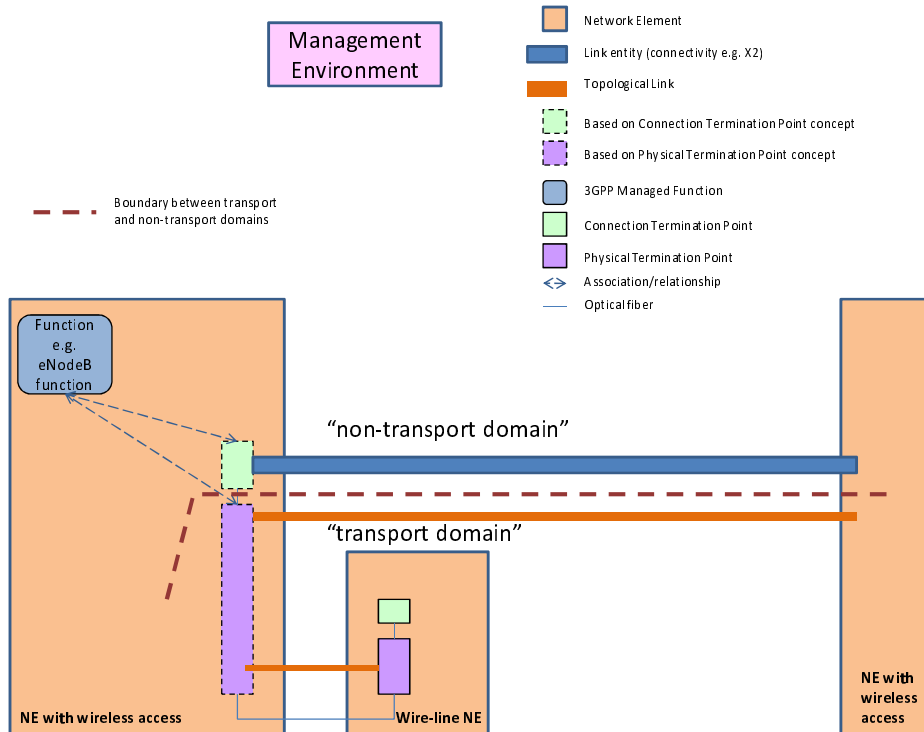 Management
Environment
Network Element
Link entity (connectivity e.g. X2)
Topological Link
Based on Connection Termination Point concept
Based on Physical Termination Point concept
3GPP Managed Function
Connection Termination Point
Physical Termination Point
Association/relationship
Optical fiber
Boundary between transport
and non-transport domains
Function
e.g.
eNodeB
function
“non-transport domain”
“transport domain”
NE with wireless access
Wire-line NE
NE with
wireless
access